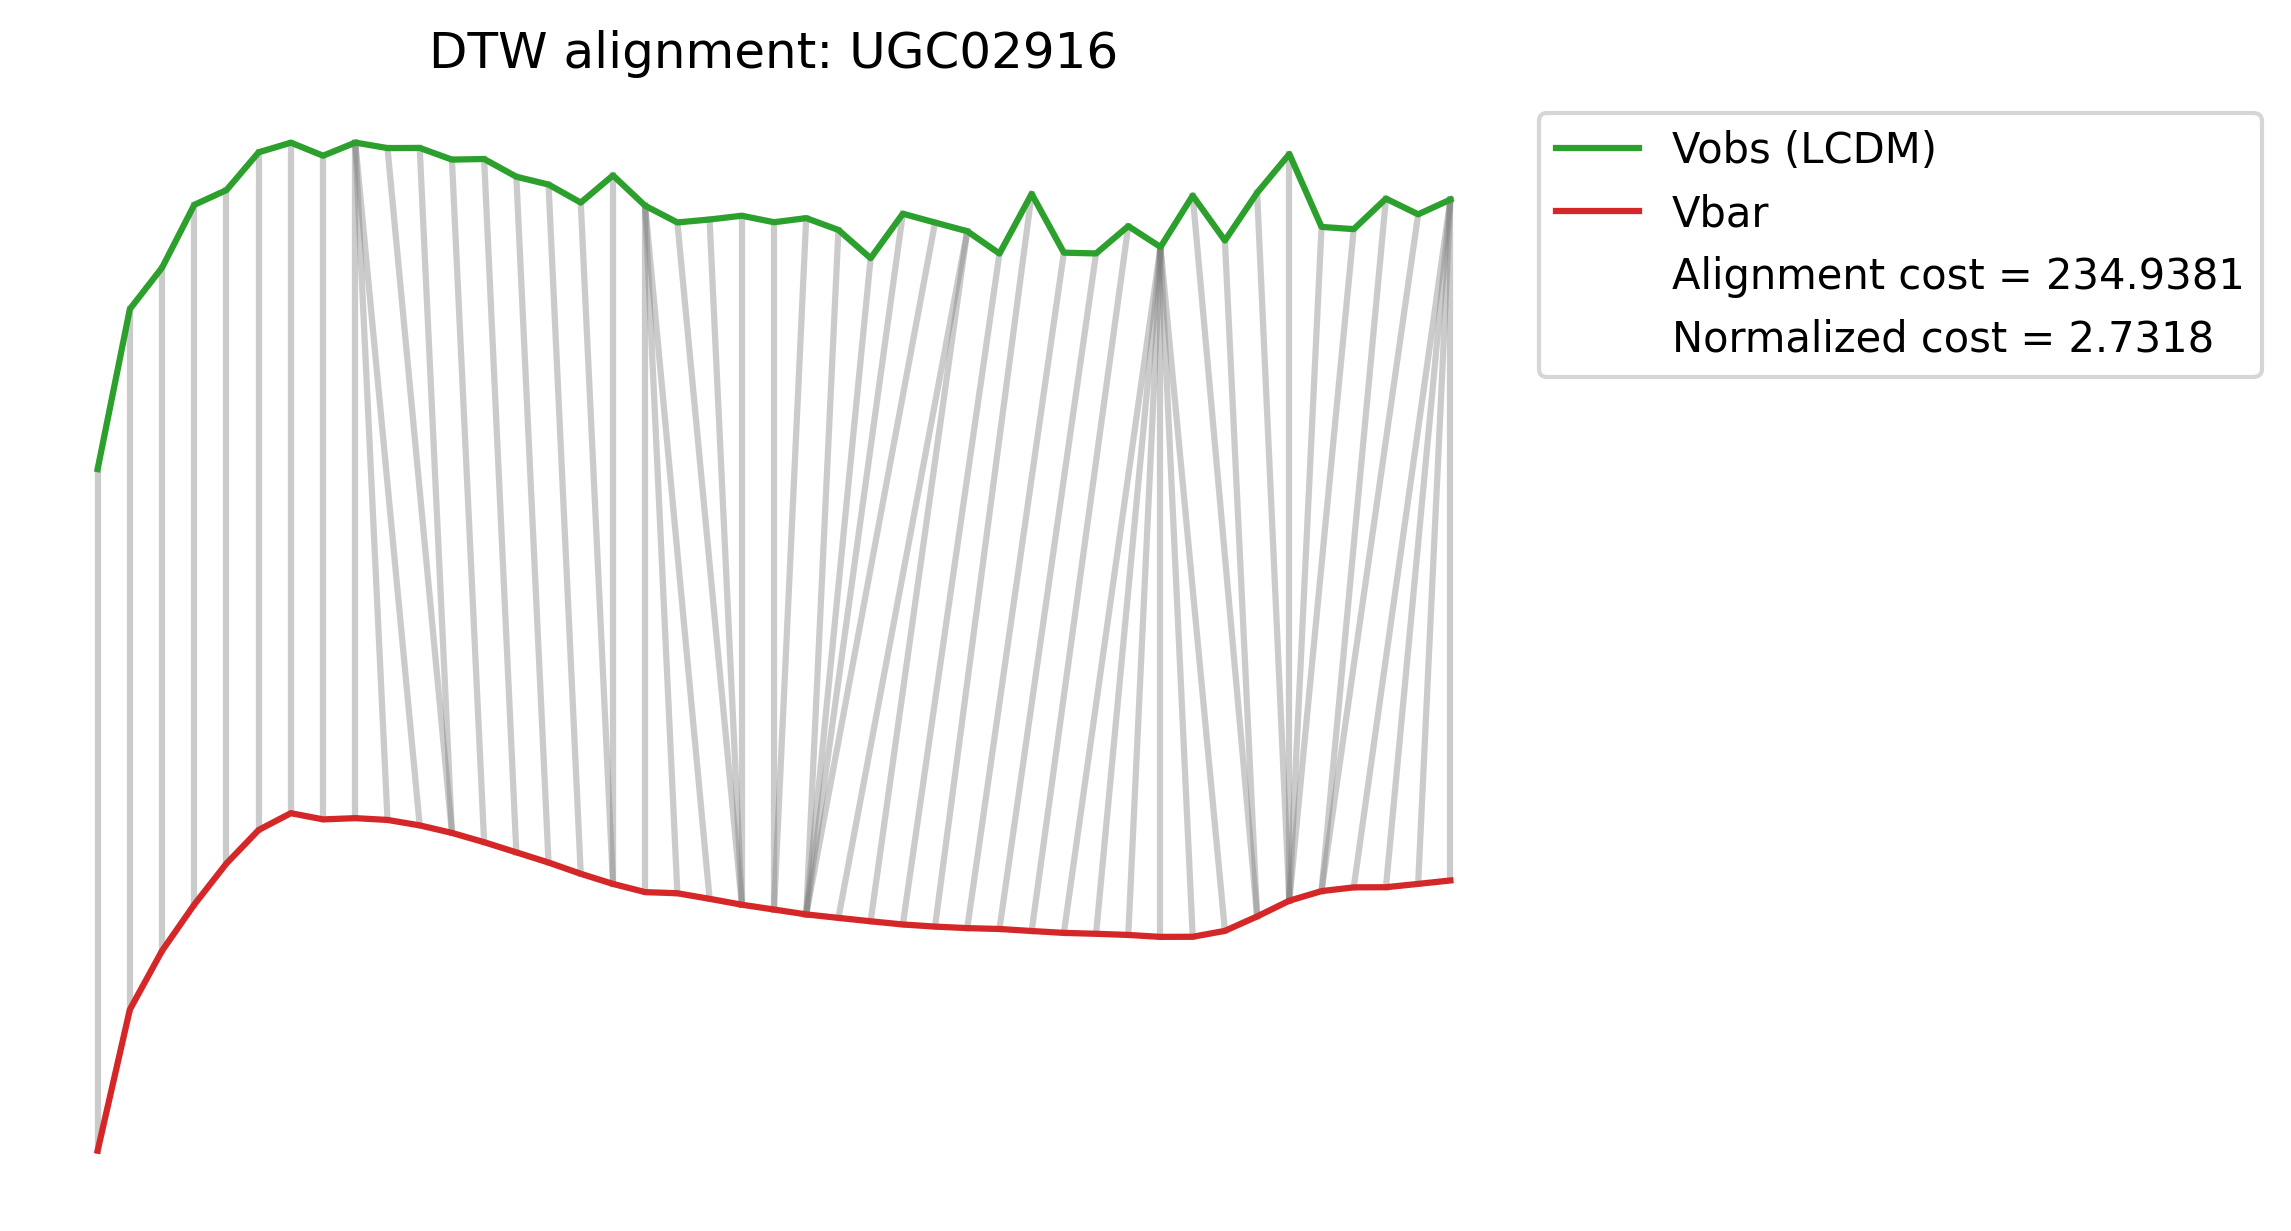 DTW alignment: UGC02916
Vobs (LCDM)
Vbar
Alignment cost = 234.9381
Normalized cost = 2.7318